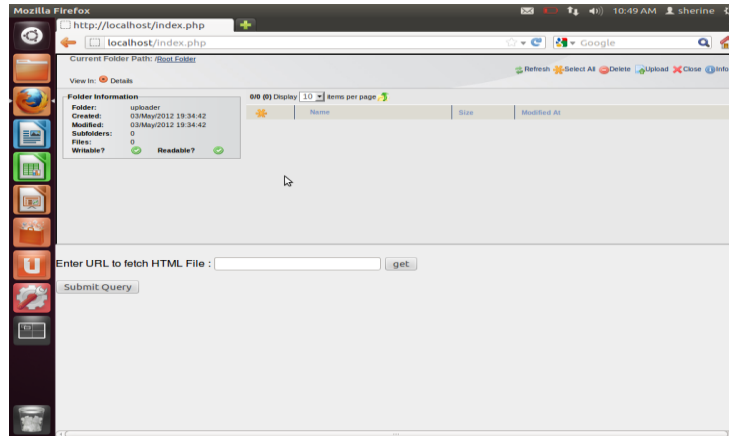 Mozilla Firefox
10:49 AM sherine
http://localhost/index.php
localhost/index.php
Google
Current Folder Path: /Root Folder
Refresh Select All Delete Upload Close Info
View In: Details
Folder Information
Folder: uploader
Created: 03/May/2012 19:34:42
Modified: 03/May/2012 19:34:42
Subfolders: 0
Files: 0
Writable? Readable?
0/0 (0) Display 10 items per page
Name Size Modified At
Enter URL to fetch HTML File : get
Submit Query